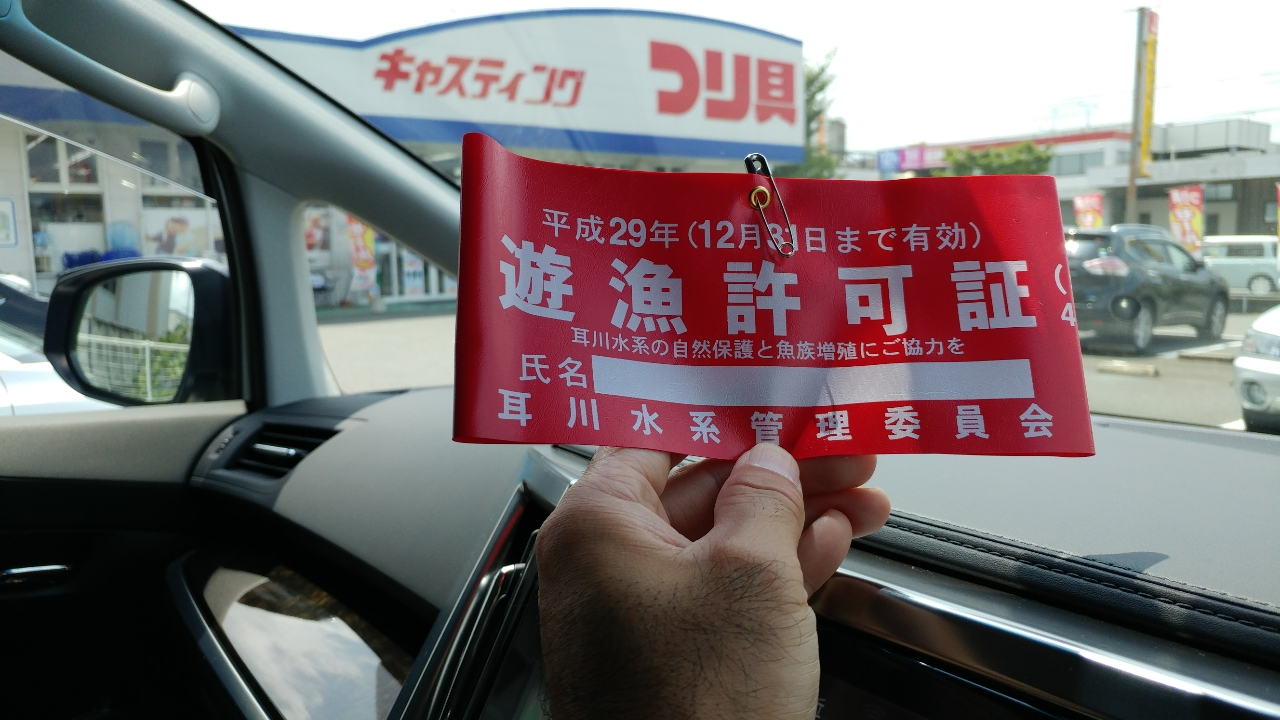 キャスティング つり具
平成29年(12月31日まで有効)
遊漁許可証(
4
耳川水系の自然保護と魚族増殖にご協力を
氏名
耳川水系管理委員会